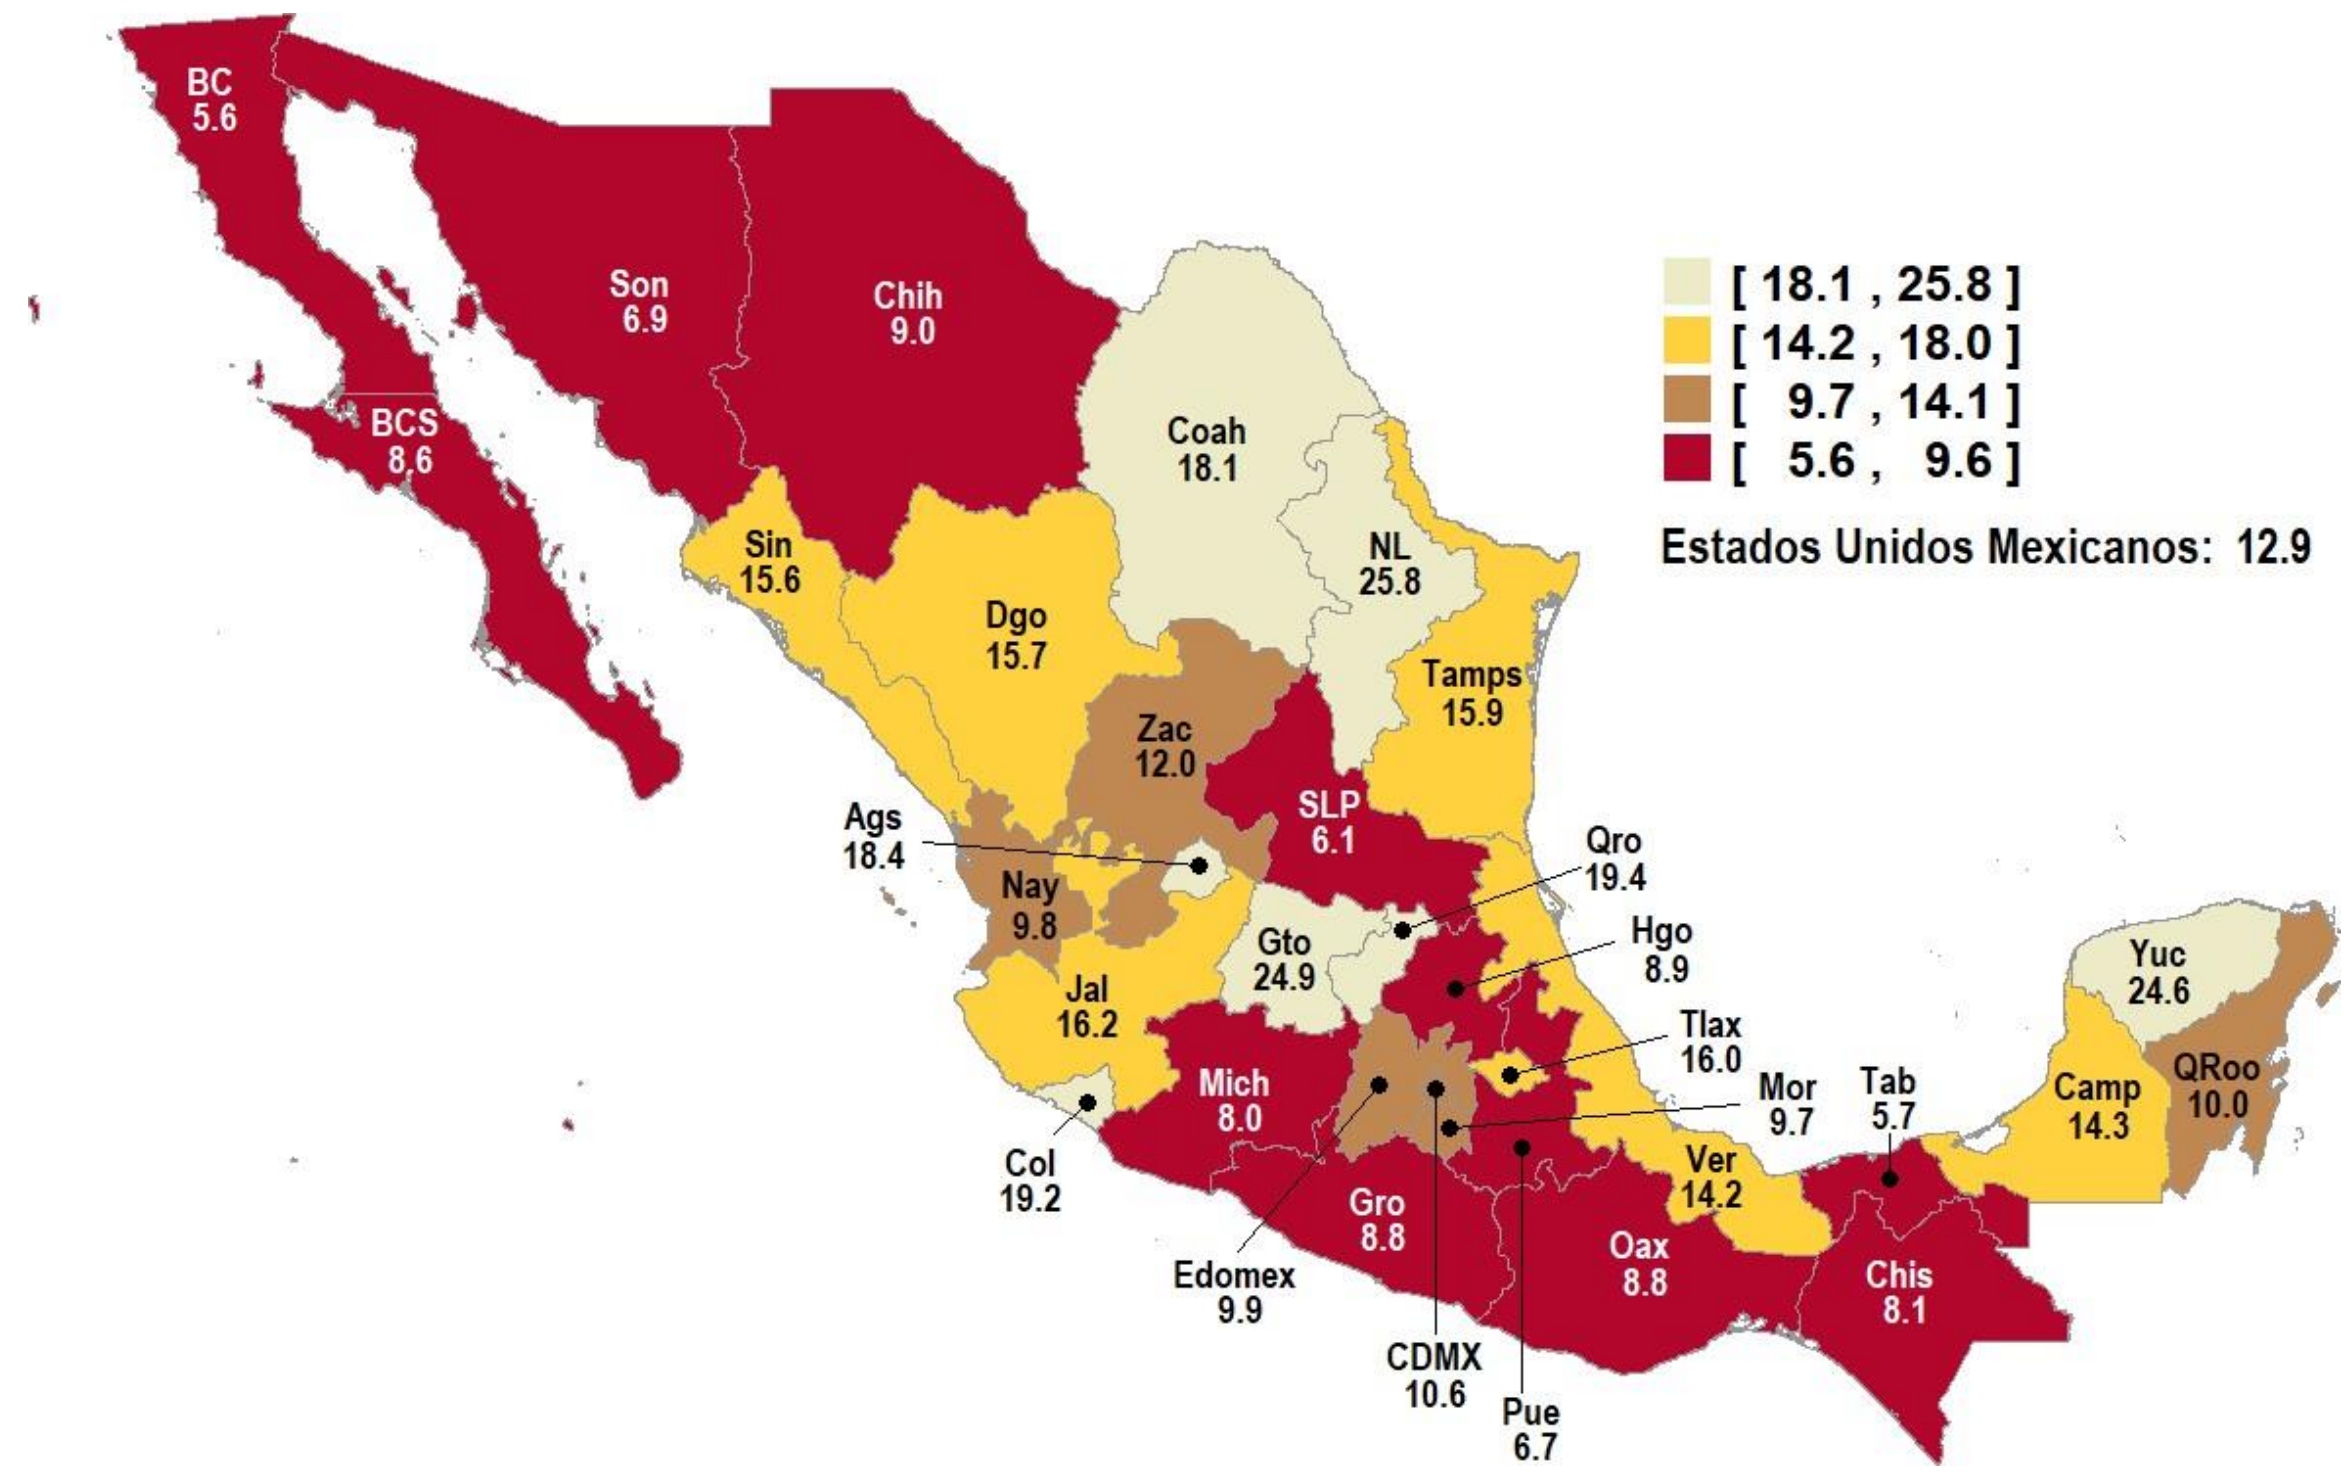 BC
5.6
Son
6.9
Chih
9.0
[ 18.1 , 25.8 ]
[ 14.2 , 18.0 ]
[ 9.7 , 14.1 ]
[ 5.6 , 9.6 ]
Estados Unidos Mexicanos: 12.9
BCS
8.6
Coah
18.1
Sin
15.6
NL
25.8
Dgo
15.7
Tamps
15.9
Zac
12.0
SLP
6.1
Ags
18.4
Qro
19.4
Nay
9.8
Gto
24.9
Hgo
8.9
Yuc
24.6
Jal
16.2
Tlax
16.0
Mich
8.0
Mor
9.7
Tab
5.7
Camp
14.3
QRoo
10.0
Col
19.2
Ver
14.2
Gro
8.8
Oax
8.8
Chis
8.1
Edomex
9.9
CDMX
10.6
Pue
6.7